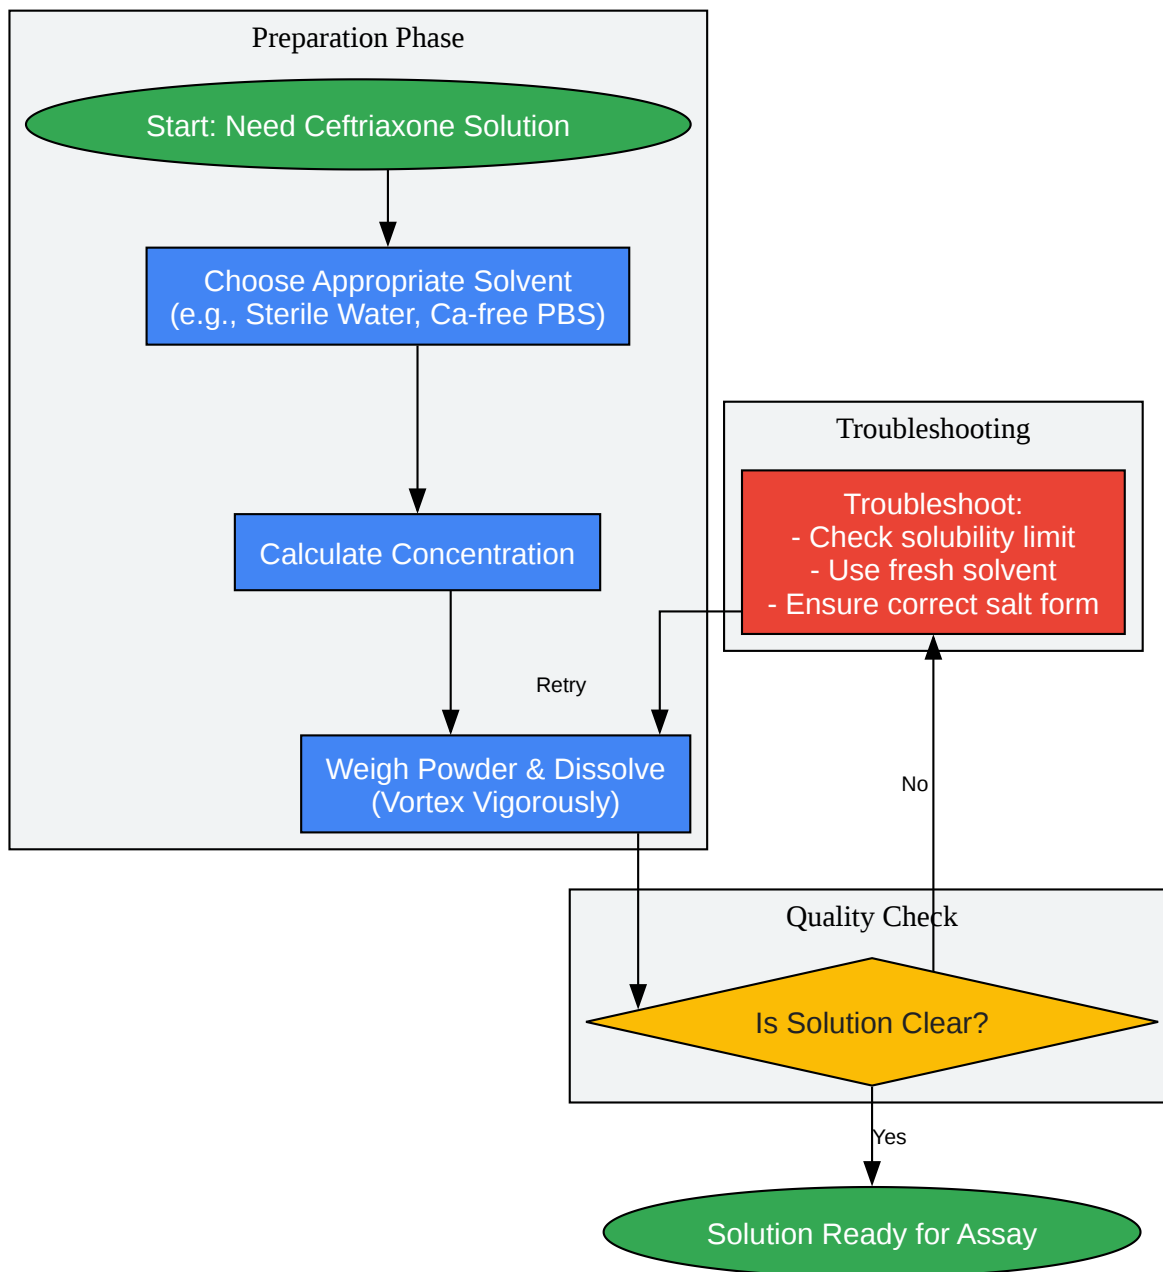 Preparation Phase
Start: Need Ceftriaxone Solution
Choose Appropriate Solvent
(e.g., Sterile Water, Ca-free PBS)
Calculate Concentration
Retry
Weigh Powder & Dissolve
(Vortex Vigorously)
Troubleshooting
Troubleshoot:
- Check solubility limit
- Use fresh solvent
- Ensure correct salt form
No
Quality Check
Is Solution Clear?
Yes
Solution Ready for Assay